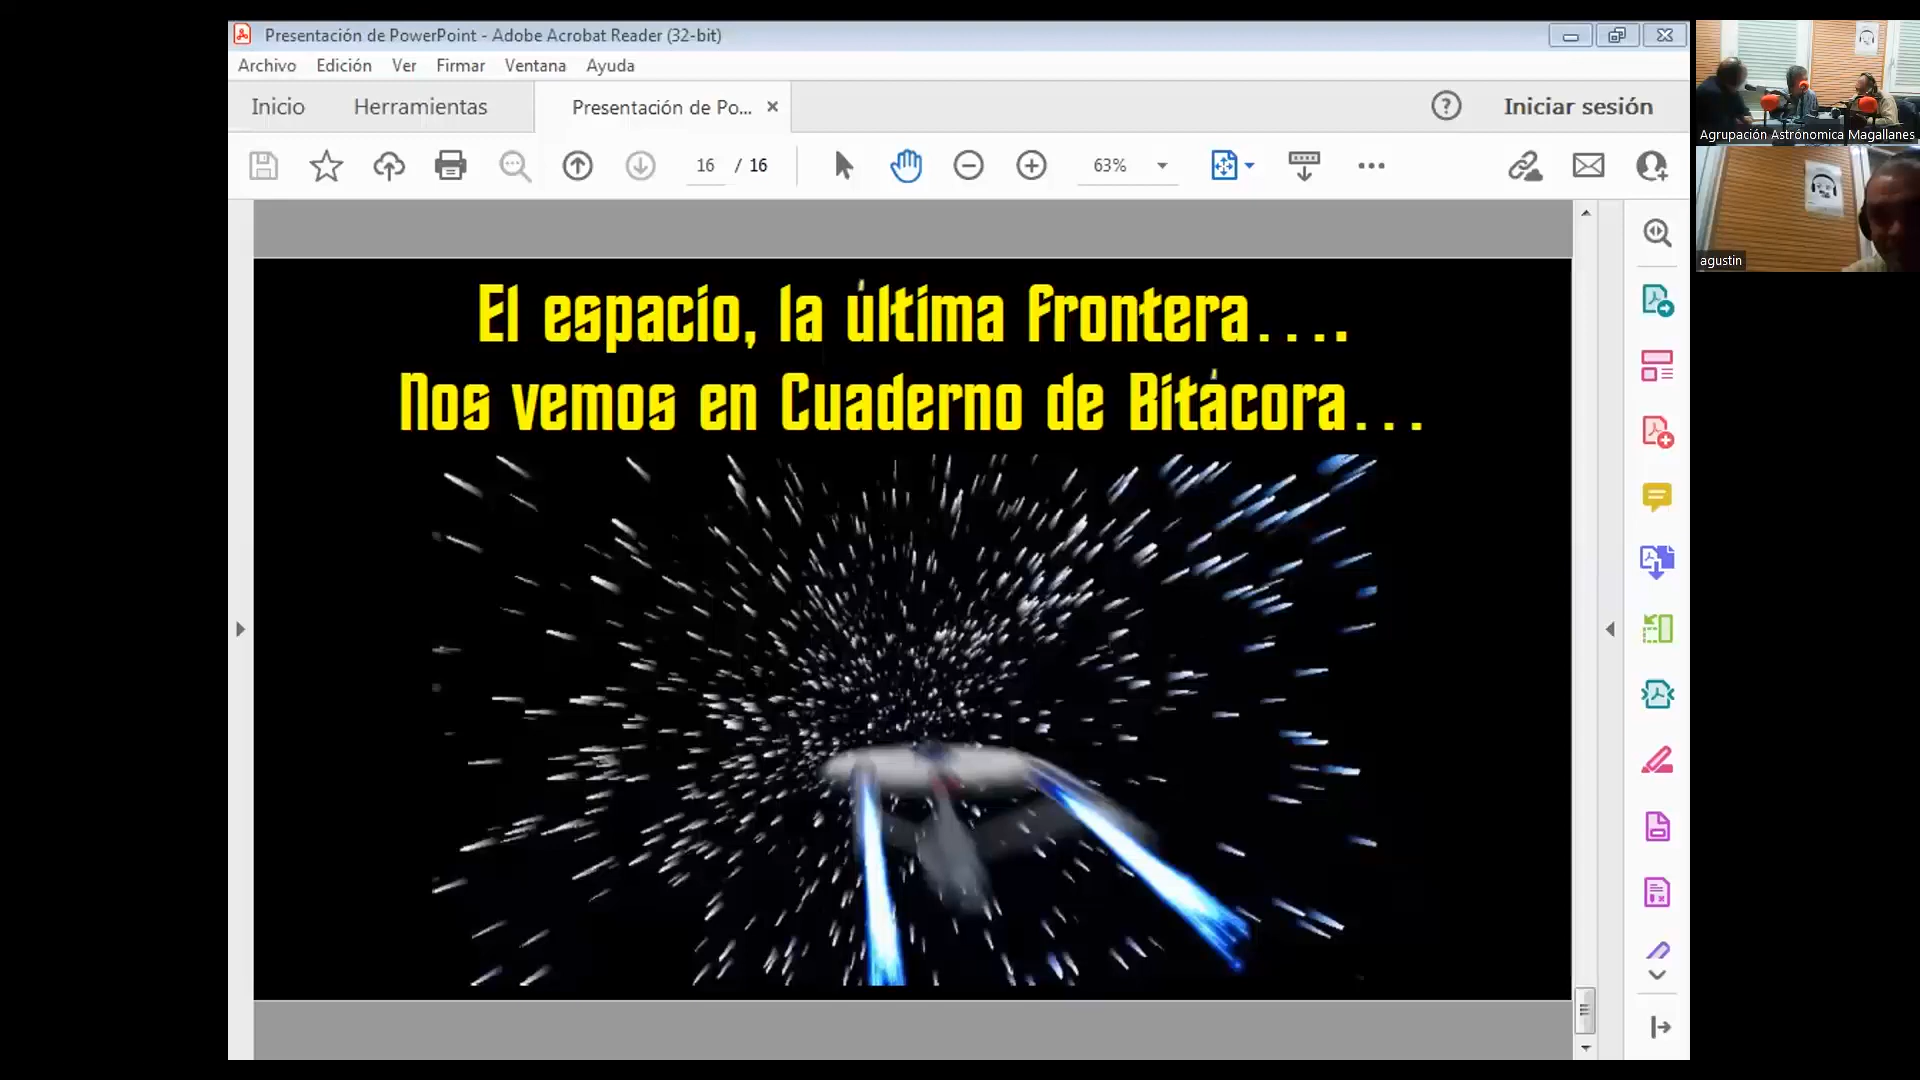 Presentación de PowerPoint - Adobe Acrobat Reader (32-bit)
Archivo Edición Ver Firmar Ventana Ayuda
Inicio Herramientas Presentación de Po... Iniciar sesión
16 / 16 63%
El espacio, la última frontera....
Nos vemos en Cuaderno de Bitácora...
Agrupación Astrónomica Magallanes
agustin